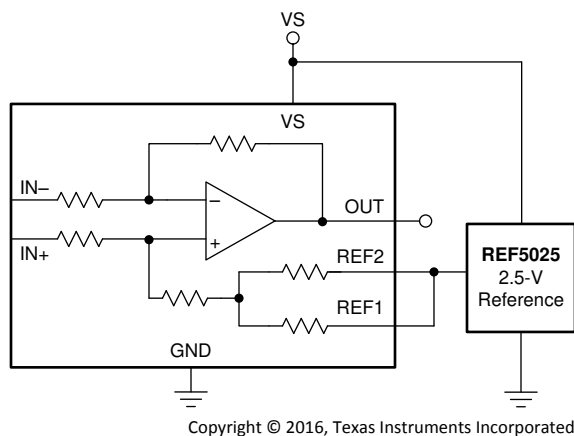 VS
VS
IN–
–
OUT
IN+
+
REF2
REF1
REF5025
2.5-V
Reference
GND
Copyright © 2016, Texas Instruments Incorporated